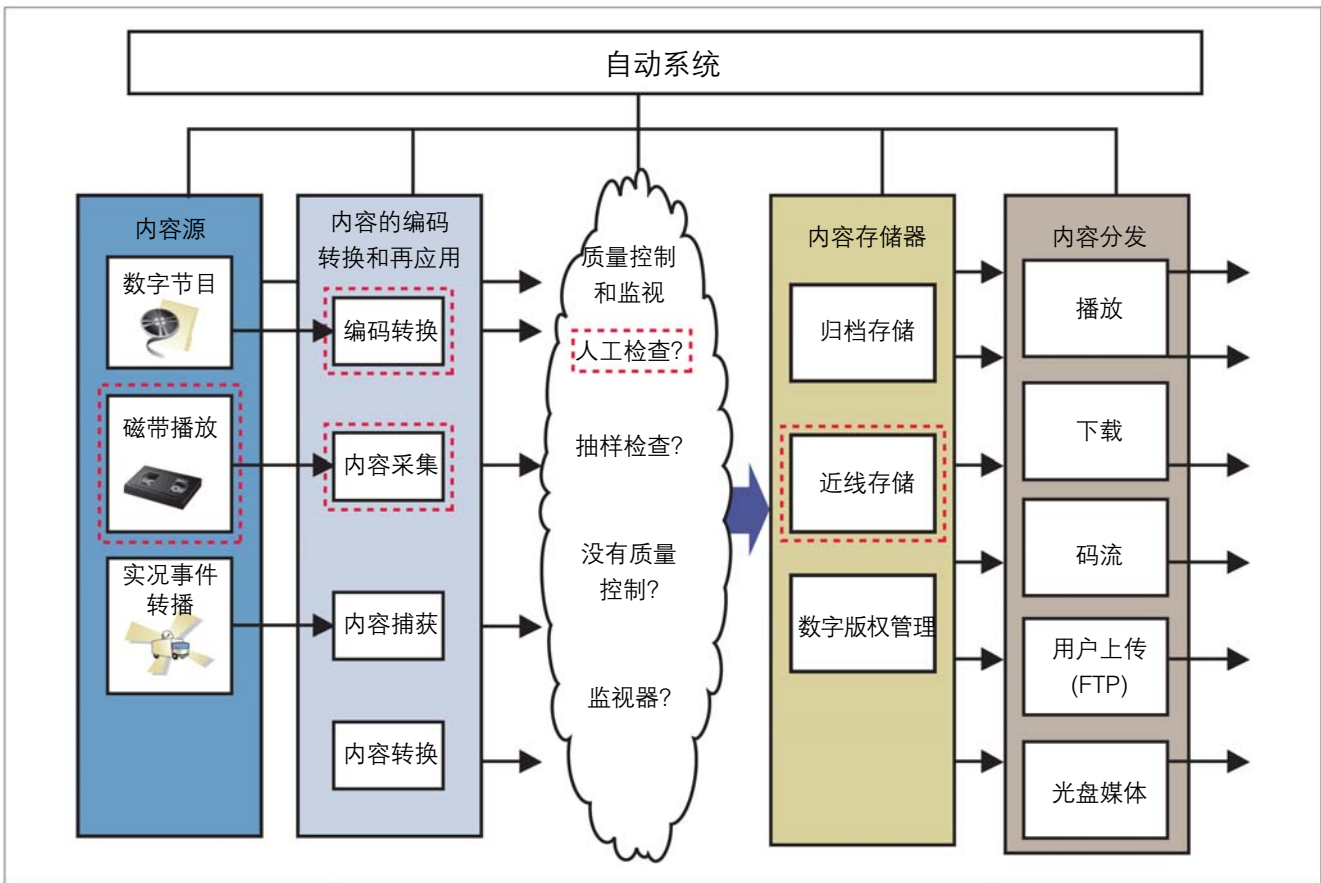 自动系统
内容源
数字节目
磁带播放
实况事件
转播
内容的编码
转换和再应用
编码转换
内容采集
内容捕获
内容转换
质量控制
和监视
人工检查?
抽样检查?
没有质量
控制?
监视器?
内容存储器
归档存储
近线存储
数字版权管理
内容分发
播放
下载
码流
用户上传
(FTP)
光盘媒体